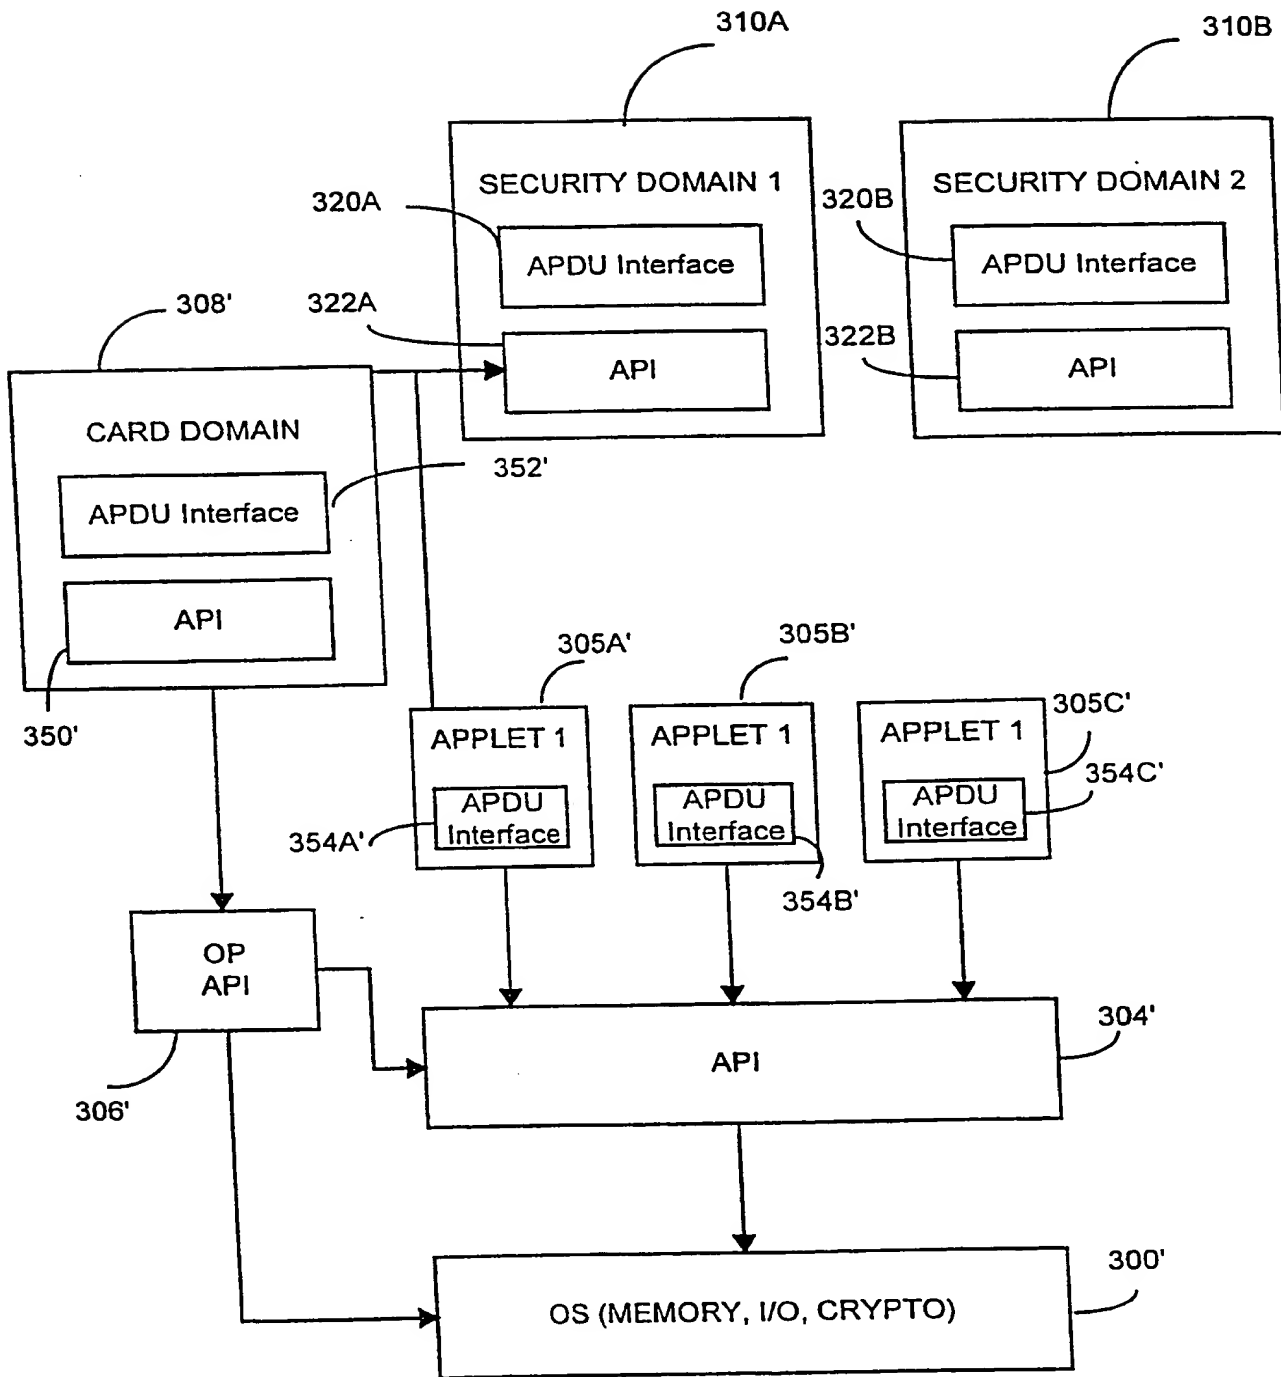 310A
310B
SECURITY DOMAIN 1
SECURITY DOMAIN 2
320A
320B
APDU Interface
APDU Interface
308'
322A
322B
API
API
CARD DOMAIN
352'
APDU Interface
API
350'
305A'
305B'
305C'
APPLET 1
APPLET 1
APPLET 1
354C'
APDU
Interface
APDU
Interface
APDU
Interface
354A'
354B'
OP
API
304'
API
306'
300'
OS (MEMORY, I/O, CRYPTO)